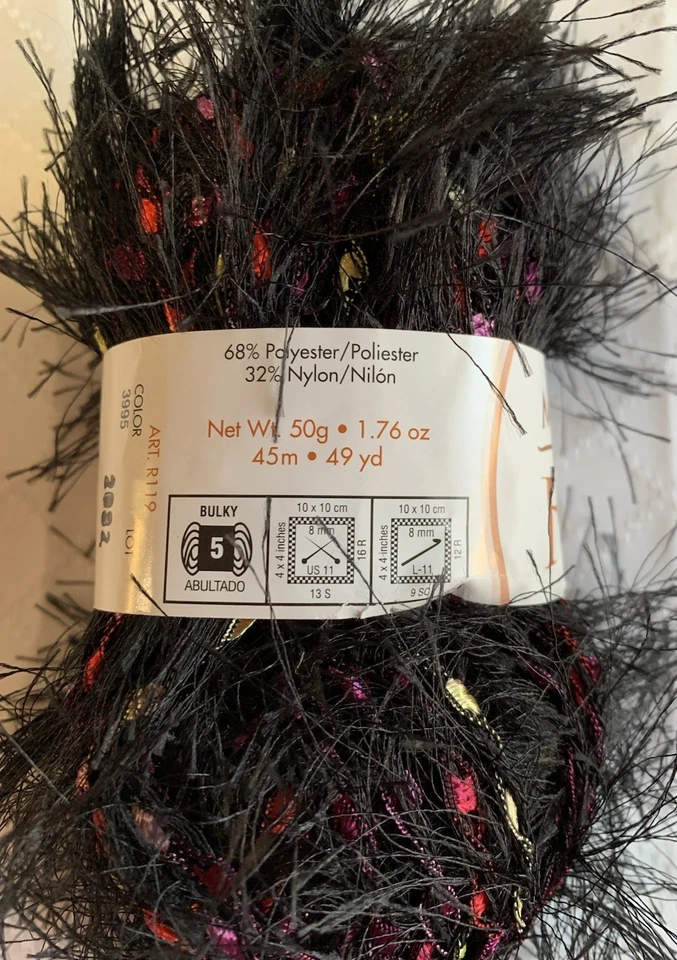 68% Polyester/Poliester
32% Nylon/Nilón
Net Wt. 50g • 1.76 oz
45m • 49 yd
BULKY
5
ABULTADO
10 x 10 cm
4 x 4 inches
8 mm
US 11
16 R
13 S
10 x 10 cm
4 x 4 inches
8 mm
L-11
12 R
9 SC
COLOR
3995
ART. R119
LOT